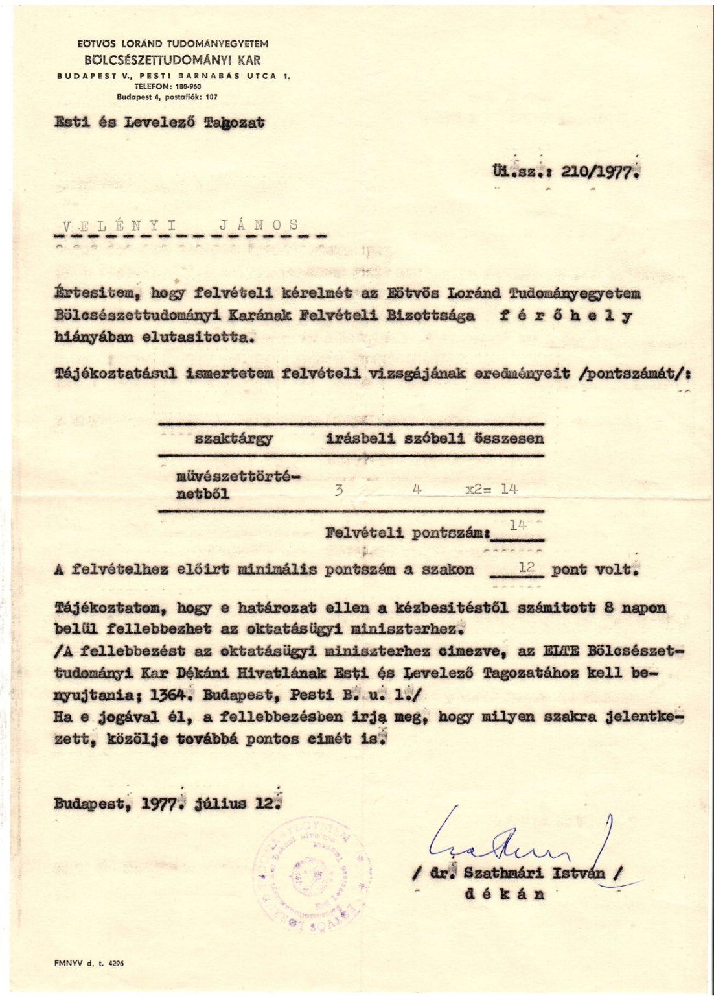 EÖTVÖS LORÁND TUDOMÁNYEGYETEM
BÖLCSÉSZETTUDOMÁNYI KAR
BUDAPEST V., PESTI BARNABÁS UTCA 1.
TELEFON: 180-960
Budapest 4, postafiók: 107
Esti és Levelező Tagozat
Üi.sz.: 210/1977.
VELÉNYI JÁNOS
Értesitem, hogy felvételi kérelmét az Eötvös Loránd Tudományegyetem
Bölcsészettudományi Karának Felvételi Bizottsága f é r ő h e l y
hiányában elutasitotta.
Tájékoztatásul ismertetem felvételi vizsgájának eredményeit /pontszámát/:
szaktárgy irásbeli szóbeli összesen
müvészettörté-
netből 3 4 x2= 14
Felvételi pontszám: 14
A felvételhez előirt minimális pontszám a szakon 12 pont volt.
Tájékoztatom, hogy e határozat ellen a kézbesitéstől számitott 8 napon
belül fellebbezhet az oktatásügyi miniszterhez.
/A fellebbezést az oktatásügyi miniszterhez cimezve, az ELTE Bölcsészet-
tudományi Kar Dékáni Hivatlának Esti és Levelező Tagozatához kell be-
nyujtania; 1364. Budapest, Pesti B. u. 1./
Ha e jogával él, a fellebbezésben irja meg, hogy milyen szakra jelentke-
zett, közölje továbbá pontos cimét is.
Budapest, 1977. július 12.
/ dr. Szathmári István /
d é k á n
FMNYV d. t. 4296